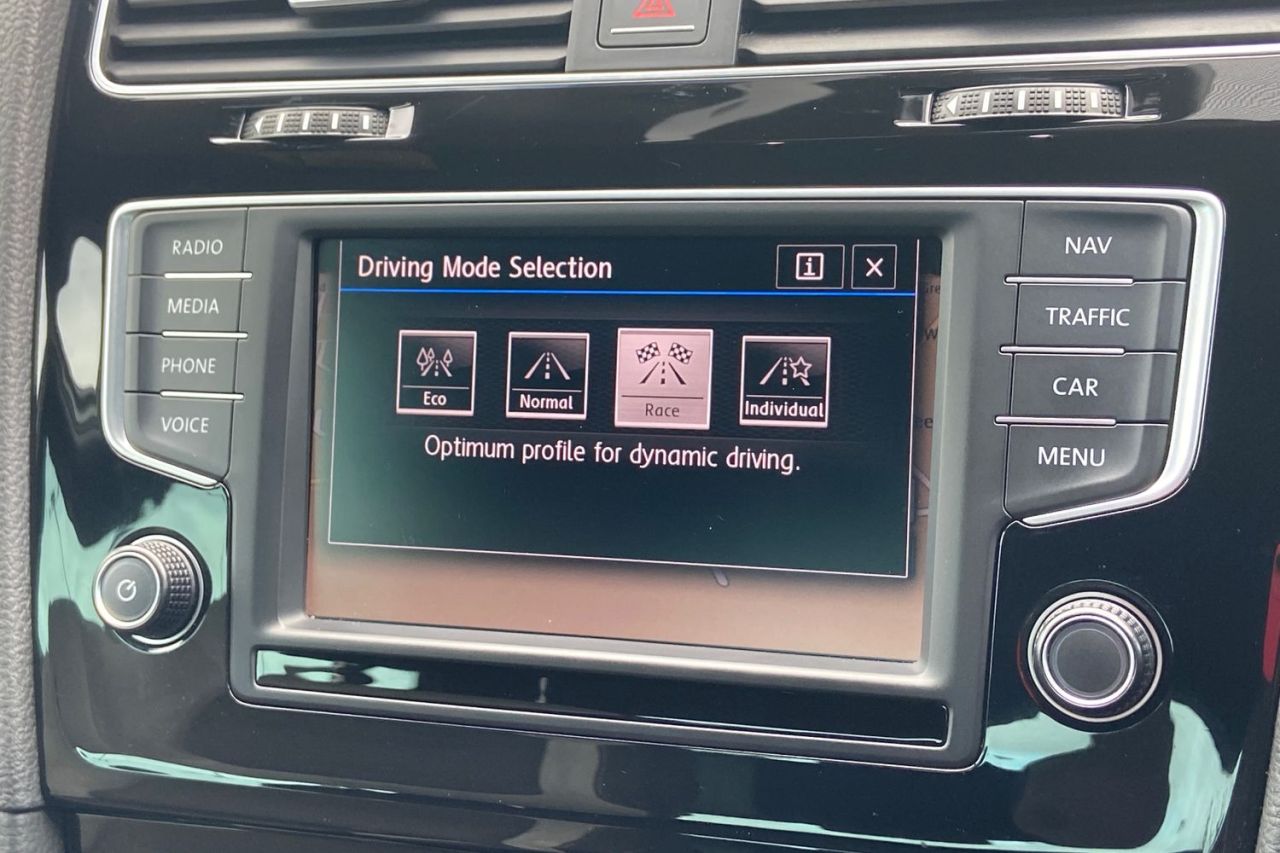 RADIO
MEDIA
PHONE
VOICE
Driving Mode Selection
i X
Eco
Normal
Race
Individual
Optimum profile for dynamic driving.
NAV
TRAFFIC
CAR
MENU